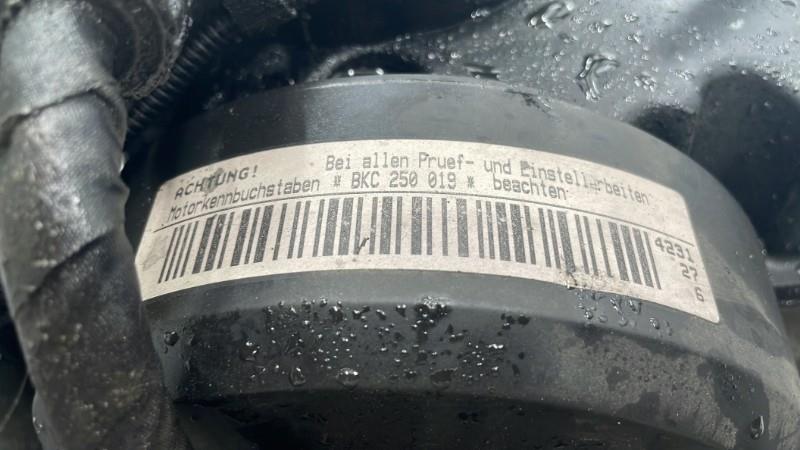 ACHTUNG! Bei allen Pruef- und Einstellarbeiten
Motorkennbuchstaben * BKC 250 019 * beachten
4231
27
6